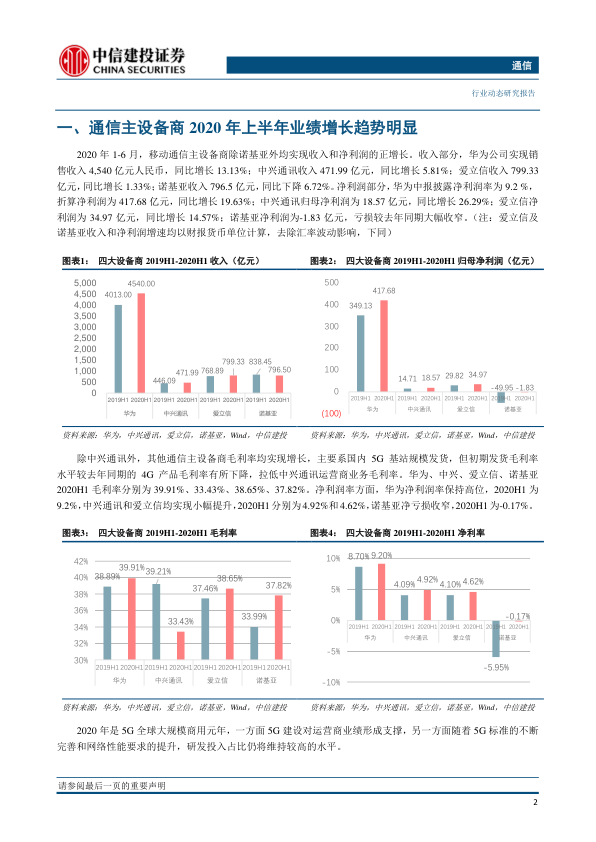 中信建投证券
CHINA SECURITIES
通信
行业动态研究报告
一、通信主设备商 2020 年上半年业绩增长趋势明显
2020 年 1-6 月，移动通信主设备商除诺基亚外均实现收入和净利润的正增长。收入部分，华为公司实现销
售收入 4,540 亿元人民币，同比增长 13.13%；中兴通讯收入 471.99 亿元，同比增长 5.81%；爱立信收入 799.33
亿元，同比增长 1.33%；诺基亚收入 796.5 亿元，同比下降 6.72%。净利润部分，华为中报披露净利润率为 9.2 %，
折算净利润为 417.68 亿元，同比增长 19.63%；中兴通讯归母净利润为 18.57 亿元，同比增长 26.29%；爱立信净
利润为 34.97 亿元，同比增长 14.57%；诺基亚净利润为-1.83 亿元，亏损较去年同期大幅收窄。（注：爱立信及
诺基亚收入和净利润增速均以财报货币单位计算，去除汇率波动影响，下同）
图表1： 四大设备商 2019H1-2020H1 收入（亿元）
图表2： 四大设备商 2019H1-2020H1 归母净利润（亿元）
5,000
4,500
4,000
3,500
3,000
2,500
2,000
1,500
1,000
500
0
4013.00
4540.00
446.09
471.99
768.89
799.33
838.45
796.50
2019H1 2020H1 2019H1 2020H1 2019H1 2020H1 2019H1 2020H1
华为 中兴通讯 爱立信 诺基亚
500
400
300
200
100
0
(100)
349.13
417.68
14.71
18.57
29.82
34.97
-49.95
-1.83
2019H1 2020H1 2019H1 2020H1 2019H1 2020H1 2019H1 2020H1
华为 中兴通讯 爱立信 诺基亚
资料来源：华为，中兴通讯，爱立信，诺基亚，Wind，中信建投
资料来源：华为，中兴通讯，爱立信，诺基亚，Wind，中信建投
除中兴通讯外，其他通信主设备商毛利率均实现增长，主要系国内 5G 基站规模发货，但初期发货毛利率
水平较去年同期的 4G 产品毛利率有所下降，拉低中兴通讯运营商业务毛利率。华为、中兴、爱立信、诺基亚
2020H1 毛利率分别为 39.91%、33.43%、38.65%、37.82%。净利润率方面，华为净利润率保持高位，2020H1 为
9.2%，中兴通讯和爱立信均实现小幅提升，2020H1 分别为 4.92%和 4.62%，诺基亚净亏损收窄，2020H1 为-0.17%。
图表3： 四大设备商 2019H1-2020H1 毛利率
图表4： 四大设备商 2019H1-2020H1 净利率
42%
40%
38%
36%
34%
32%
30%
38.89%
39.91%
39.21%
33.43%
37.46%
38.65%
33.99%
37.82%
2019H1 2020H1 2019H1 2020H1 2019H1 2020H1 2019H1 2020H1
华为 中兴通讯 爱立信 诺基亚
10%
5%
0%
-5%
-10%
8.70%
9.20%
4.09%
4.92%
4.10%
4.62%
-5.95%
-0.17%
2019H1 2020H1 2019H1 2020H1 2019H1 2020H1 2019H1 2020H1
华为 中兴通讯 爱立信 诺基亚
资料来源：华为，中兴通讯，爱立信，诺基亚，Wind，中信建投
资料来源：华为，中兴通讯，爱立信，诺基亚，Wind，中信建投
2020 年是 5G 全球大规模商用元年，一方面 5G 建设对运营商业绩形成支撑，另一方面随着 5G 标准的不断
完善和网络性能要求的提升，研发投入占比仍将维持较高的水平。
请参阅最后一页的重要声明
2